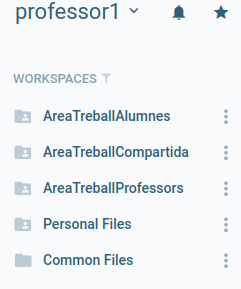 professor1
WORKSPACES
AreaTreballAlumnes
AreaTreballCompartida
AreaTreballProfessors
Personal Files
Common Files